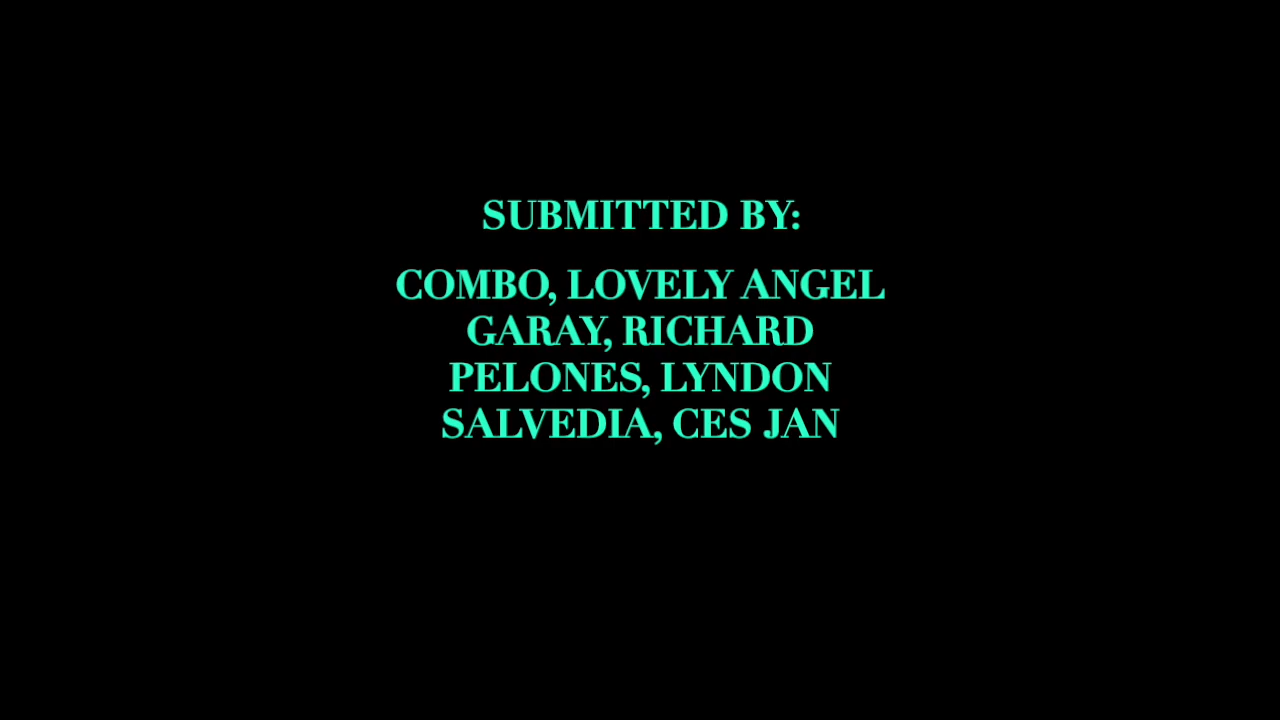 SUBMITTED BY:
COMBO, LOVELY ANGEL
GARAY, RICHARD
PELONES, LYNDON
SALVEDIA, CES JAN